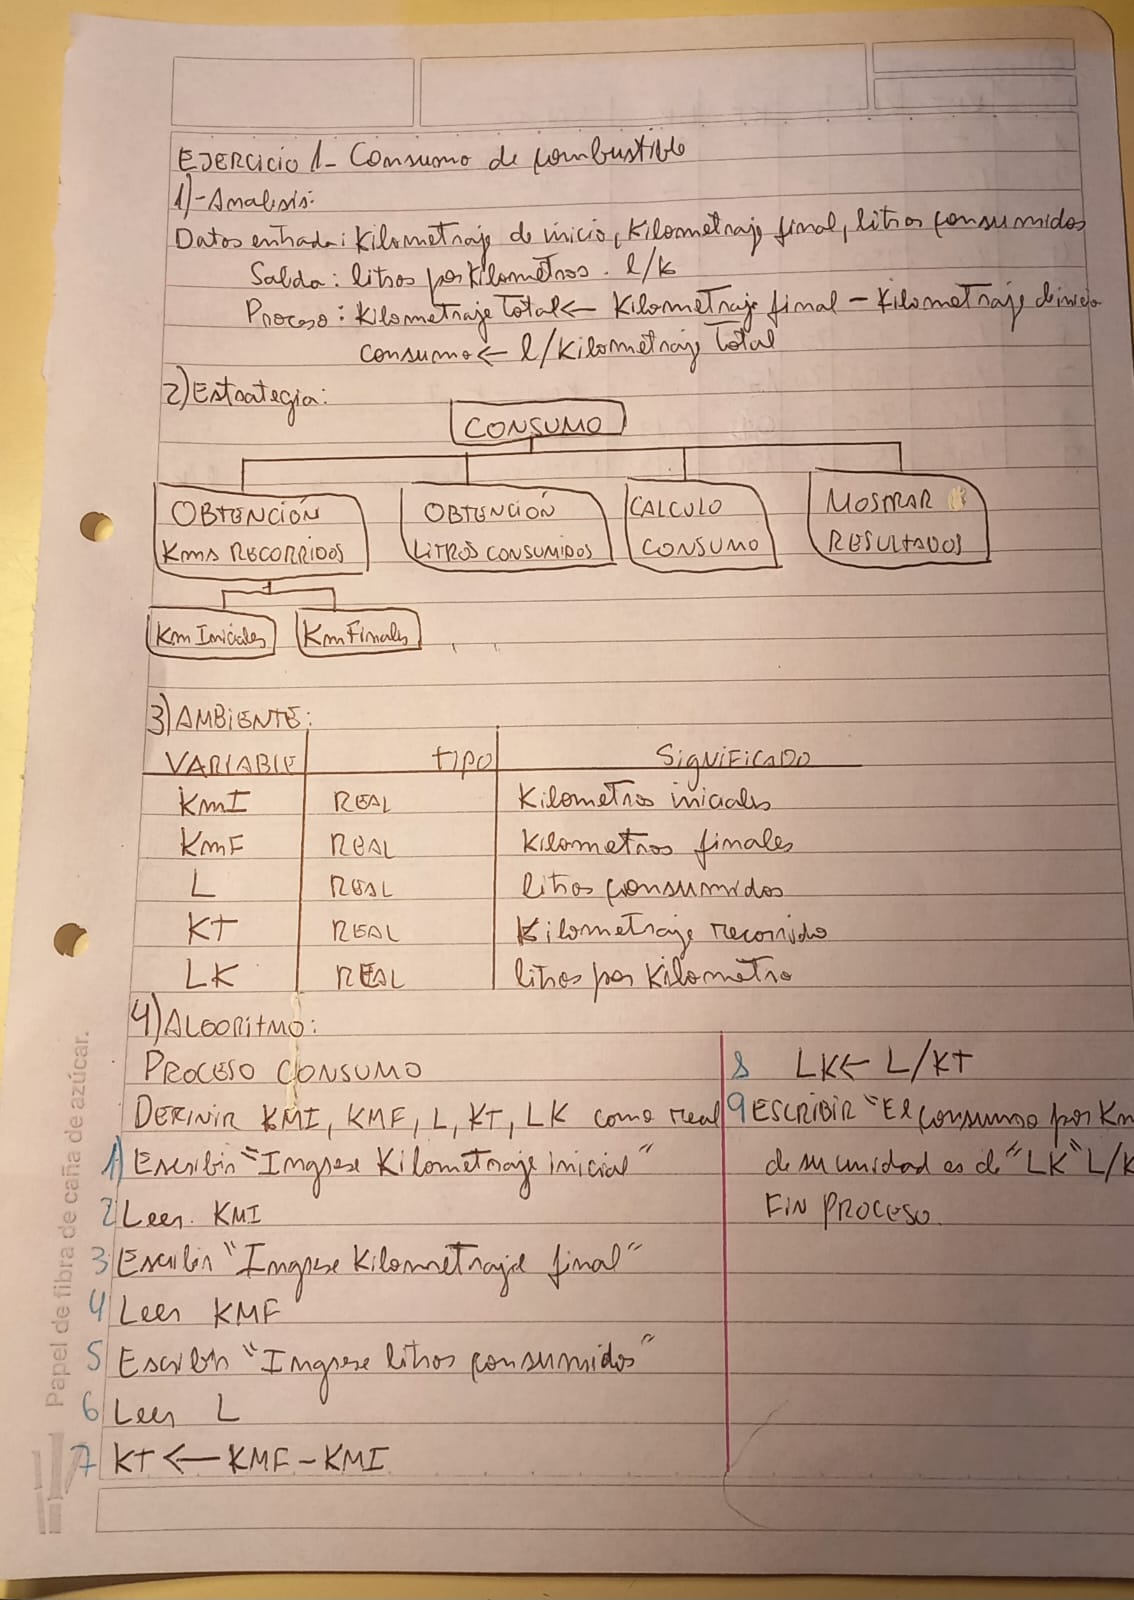 EJERCICIO 1- Consumo de combustible
1)-Analisis:
Datos entrada: Kilometraje de inicio, Kilometraje final, litros consumidos
Salida: litros por Kilometros. l/k
Proceso: Kilometraje Total ← Kilometraje final - Kilometraje de inicio
consumo ← l/Kilometraje Total
2) Estrategia:
CONSUMO
OBTENCIÓN
Kms RECORRIDOS
OBTENCIÓN
LITROS CONSUMIDOS
CALCULO
CONSUMO
MOSTRAR
RESULTADOS
Km Iniciales
Km Finales
3) AMBIENTE:
VARIABLE TIPO SIGNIFICADO
KmI REAL Kilometros iniciales
KmF REAL Kilometros finales
L REAL litros consumidos
KT REAL Kilometraje recorrido
LK REAL litros por Kilometro
4) ALGORITMO:
PROCESO CONSUMO
DEFINIR KMI, KMF, L, KT, LK como real
1) Escribir "Ingrese Kilometraje inicial"
2 Leer. KMI
3 Escribir "Ingrese Kilometraje final"
4 Leer KMF
5 Escribir "Ingrese litros consumidos"
6 Leer L
7 KT ← KMF - KMI
8 LK ← L/KT
9 ESCRIBIR "El consumo por Km
de su unidad es de "LK" L/K
FIN PROCESO.
Papel de fibra de caña de azúcar.